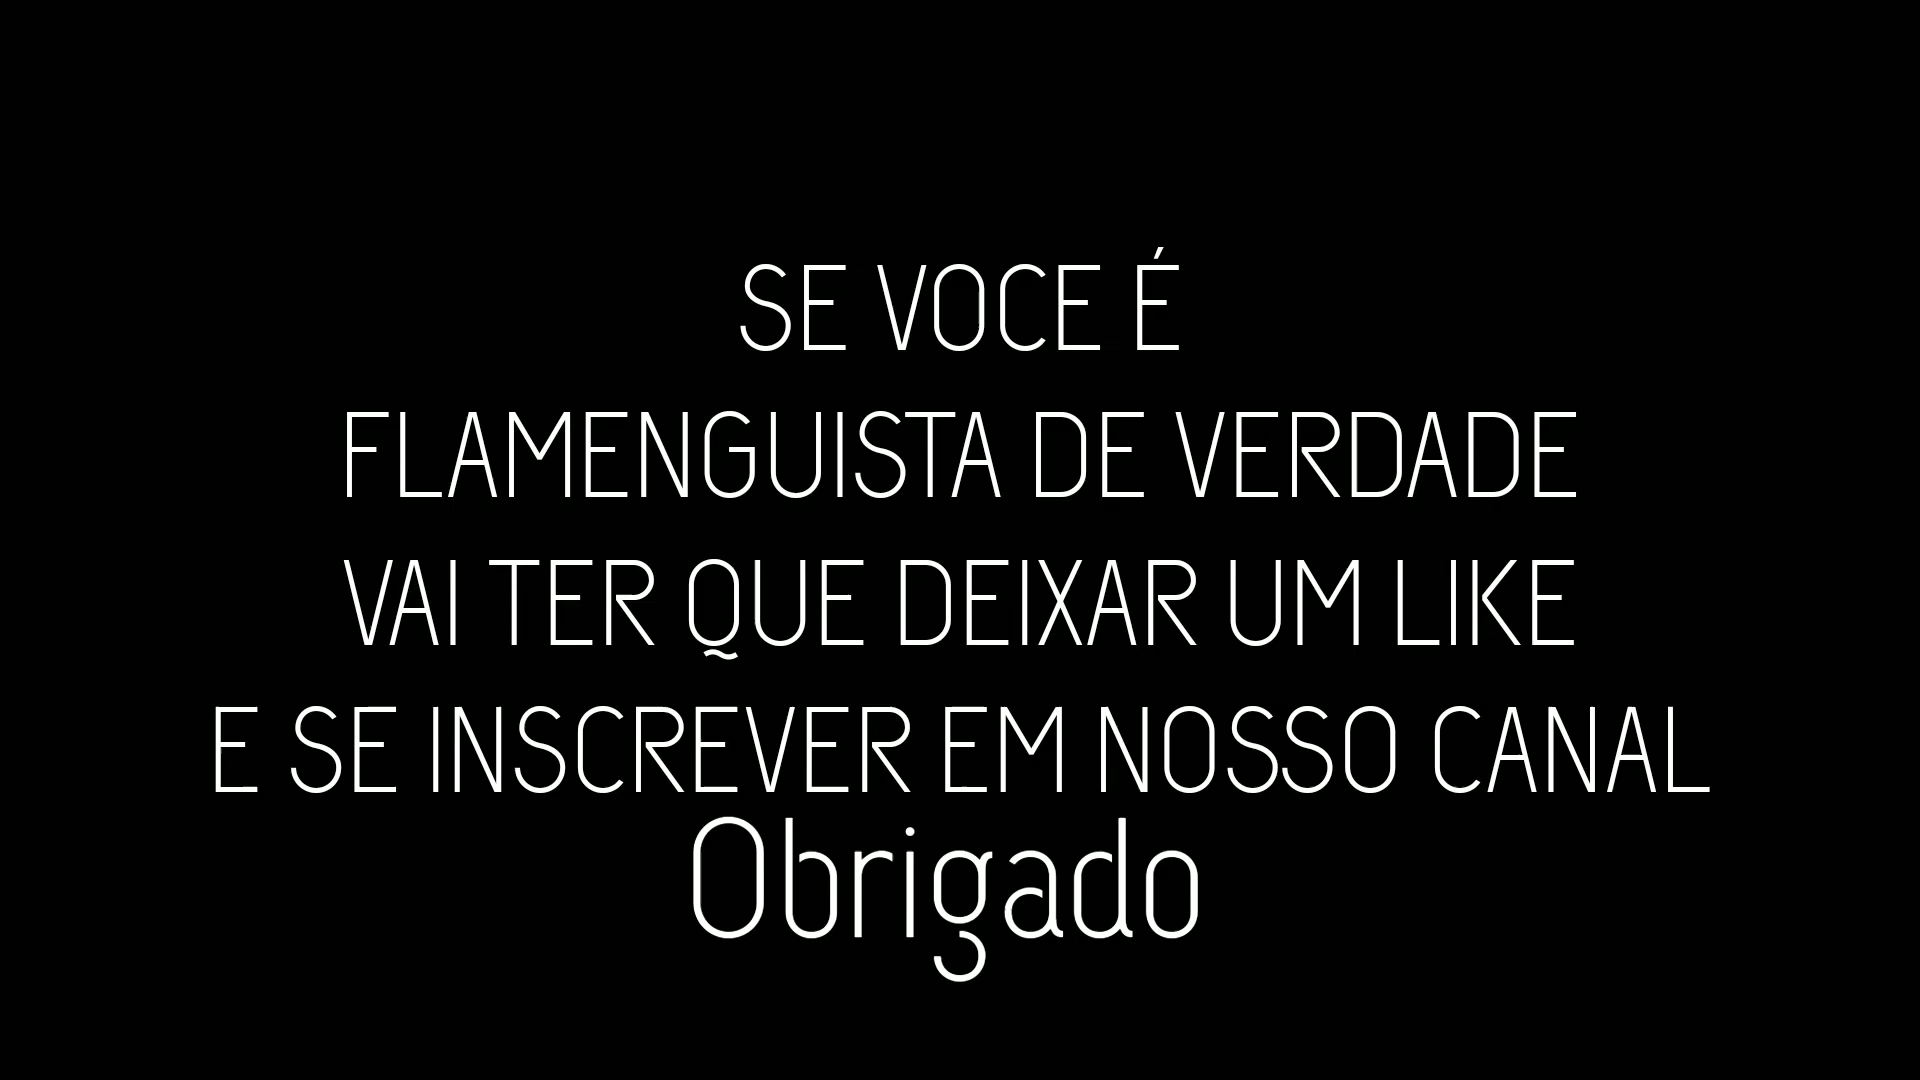 SE VOCE É
FLAMENGUISTA DE VERDADE
VAI TER QUE DEIXAR UM LIKE
E SE INSCREVER EM NOSSO CANAL
Obrigado